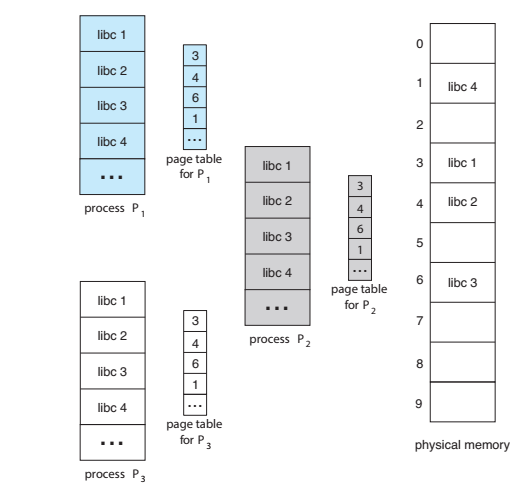 libc 1
libc 2
libc 3
libc 4
...
process P1
3
4
6
1
...
page table
for P1
libc 1
libc 2
libc 3
libc 4
...
process P2
3
4
6
1
...
page table
for P2
libc 1
libc 2
libc 3
libc 4
...
process P3
3
4
6
1
...
page table
for P3
0
1 libc 4
2
3 libc 1
4 libc 2
5
6 libc 3
7
8
9
physical memory